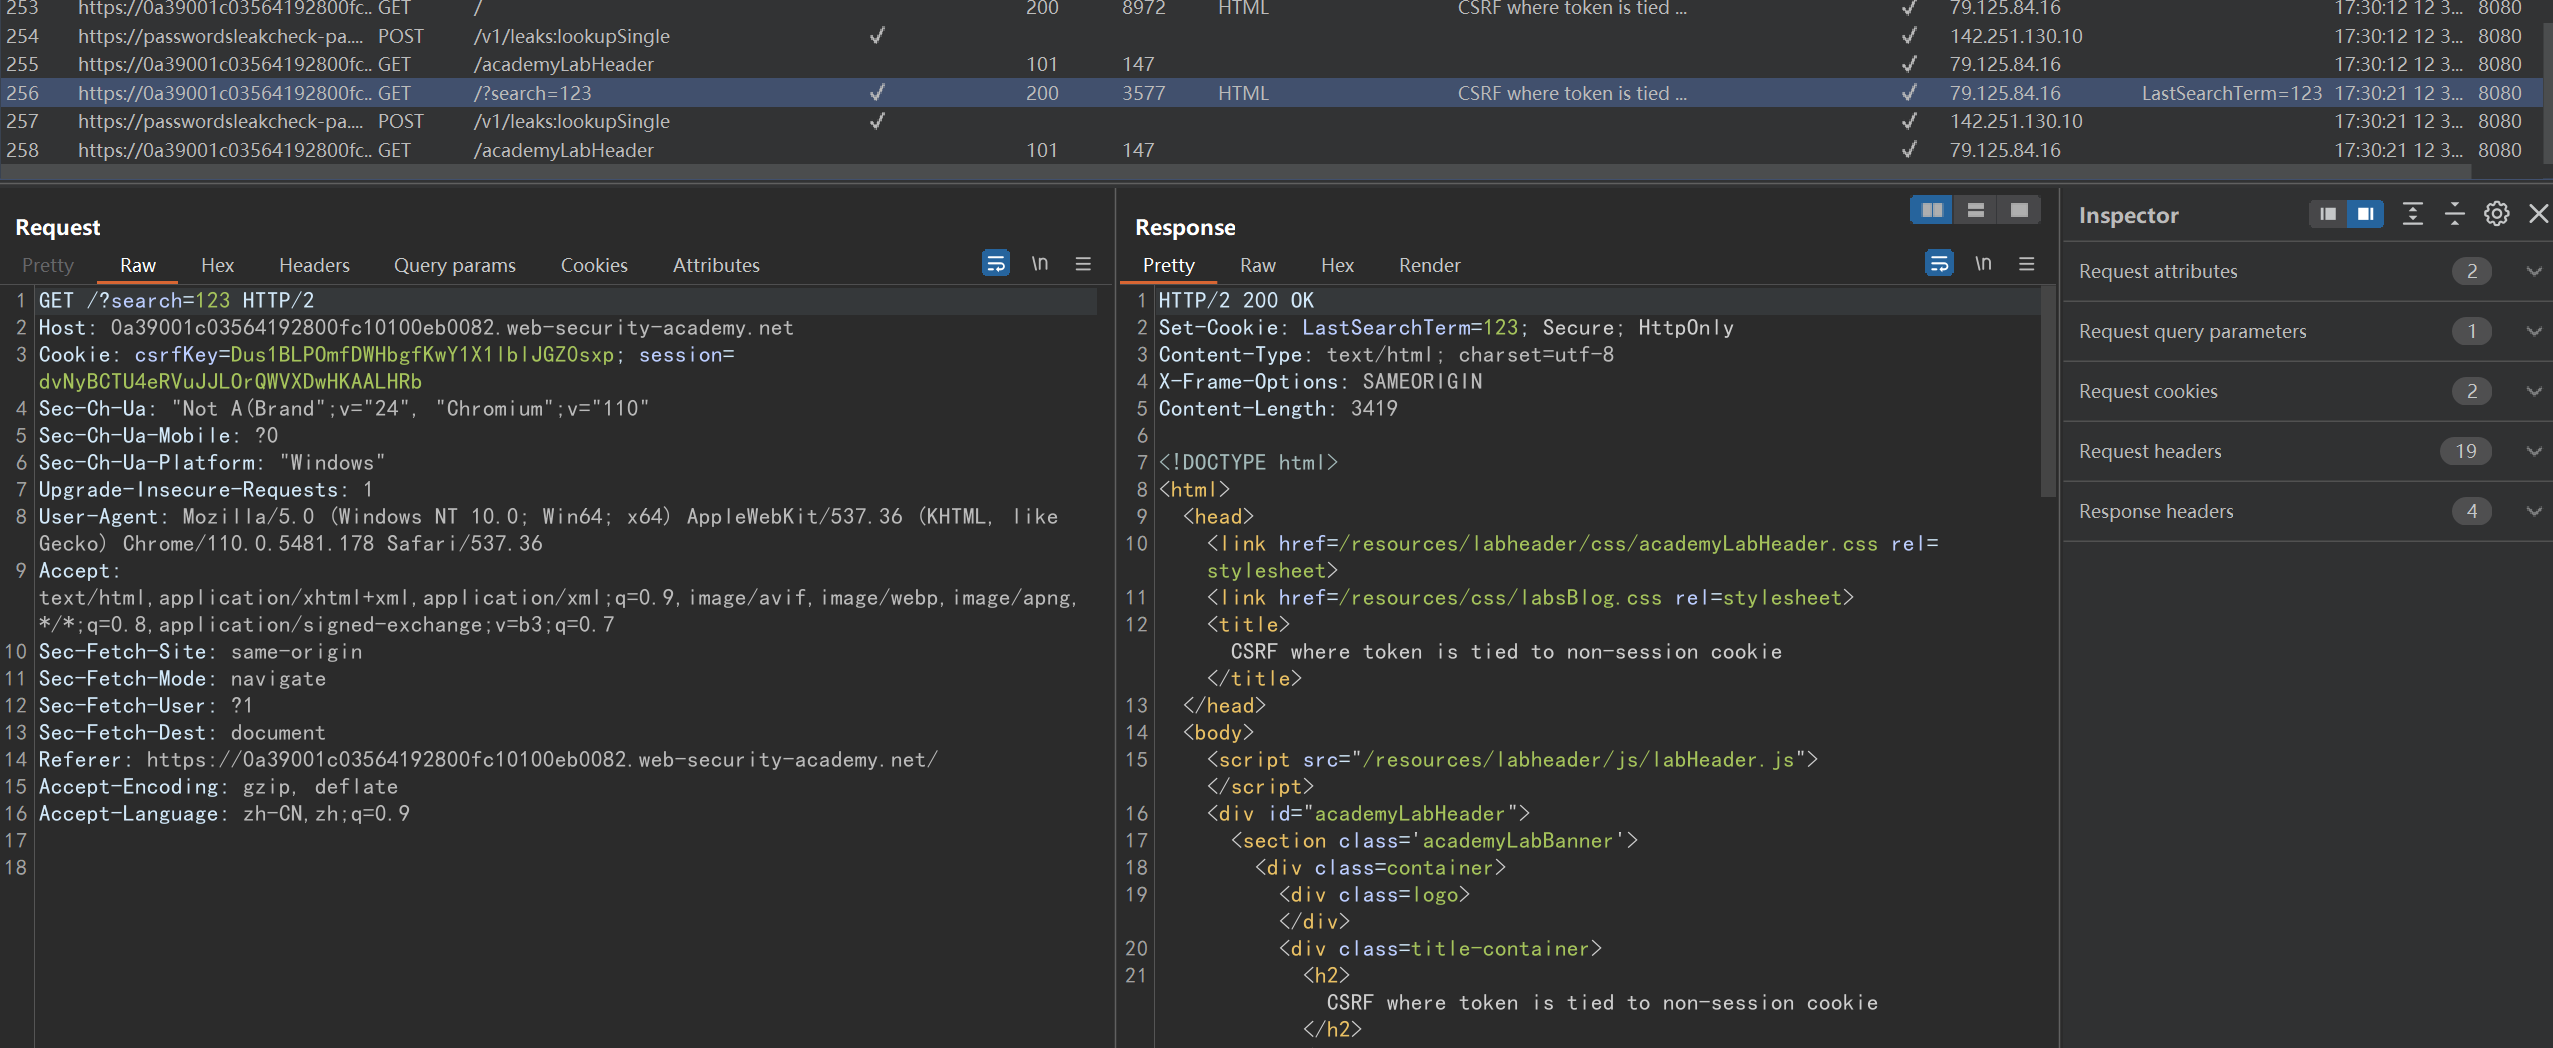 253 https://0a39001c03564192800fc... GET / 200 8972 HTML CSRF where token is tied ... ✓ 79.125.84.16 17:30:12 12 3... 8080
254 https://passwordsleakcheck-pa.... POST /v1/leaks:lookupSingle ✓ ✓ 142.251.130.10 17:30:12 12 3... 8080
255 https://0a39001c03564192800fc... GET /academyLabHeader 101 147 ✓ 79.125.84.16 17:30:12 12 3... 8080
256 https://0a39001c03564192800fc... GET /?search=123 ✓ 200 3577 HTML CSRF where token is tied ... ✓ 79.125.84.16 LastSearchTerm=123 17:30:21 12 3... 8080
257 https://passwordsleakcheck-pa.... POST /v1/leaks:lookupSingle ✓ ✓ 142.251.130.10 17:30:21 12 3... 8080
258 https://0a39001c03564192800fc... GET /academyLabHeader 101 147 ✓ 79.125.84.16 17:30:21 12 3... 8080
Request
Pretty Raw Hex Headers Query params Cookies Attributes \n
1 GET /?search=123 HTTP/2
2 Host: 0a39001c03564192800fc10100eb0082.web-security-academy.net
3 Cookie: csrfKey=Dus1BLPOmfDWHbgfKwY1X1lblJGZOsxp; session=
dvNyBCTU4eRVuJJLOrQWVXDwHKAALHRb
4 Sec-Ch-Ua: "Not A(Brand";v="24", "Chromium";v="110"
5 Sec-Ch-Ua-Mobile: ?0
6 Sec-Ch-Ua-Platform: "Windows"
7 Upgrade-Insecure-Requests: 1
8 User-Agent: Mozilla/5.0 (Windows NT 10.0; Win64; x64) AppleWebKit/537.36 (KHTML, like
Gecko) Chrome/110.0.5481.178 Safari/537.36
9 Accept:
text/html,application/xhtml+xml,application/xml;q=0.9,image/avif,image/webp,image/apng,
*/*;q=0.8,application/signed-exchange;v=b3;q=0.7
10 Sec-Fetch-Site: same-origin
11 Sec-Fetch-Mode: navigate
12 Sec-Fetch-User: ?1
13 Sec-Fetch-Dest: document
14 Referer: https://0a39001c03564192800fc10100eb0082.web-security-academy.net/
15 Accept-Encoding: gzip, deflate
16 Accept-Language: zh-CN,zh;q=0.9
17
18
Response
Pretty Raw Hex Render \n
1 HTTP/2 200 OK
2 Set-Cookie: LastSearchTerm=123; Secure; HttpOnly
3 Content-Type: text/html; charset=utf-8
4 X-Frame-Options: SAMEORIGIN
5 Content-Length: 3419
6
7 <!DOCTYPE html>
8 <html>
9 <head>
10 <link href=/resources/labheader/css/academyLabHeader.css rel=
stylesheet>
11 <link href=/resources/css/labsBlog.css rel=stylesheet>
12 <title>
CSRF where token is tied to non-session cookie
</title>
13 </head>
14 <body>
15 <script src="/resources/labheader/js/labHeader.js">
</script>
16 <div id="academyLabHeader">
17 <section class='academyLabBanner'>
18 <div class=container>
19 <div class=logo>
</div>
20 <div class=title-container>
21 <h2>
CSRF where token is tied to non-session cookie
</h2>
Inspector
Request attributes 2
Request query parameters 1
Request cookies 2
Request headers 19
Response headers 4